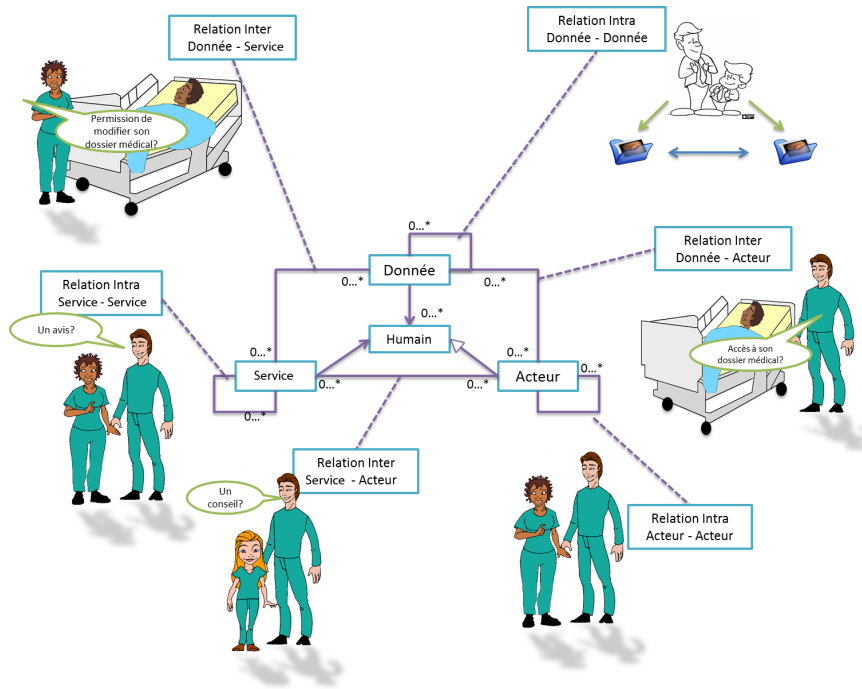 Relation Inter
Donnée - Service
Relation Intra
Donnée - Donnée
Permission de
modifier son
dossier médical?
0...*
Donnée
0...*
0...*
Relation Inter
Donnée - Acteur
Relation Intra
Service - Service
Un avis?
0...*
Humain
0...*
0...*
Accès à son
dossier médical?
Service
Acteur
0...*
0...*
0...*
0...*
Relation Inter
Service - Acteur
Un
conseil?
Relation Intra
Acteur - Acteur